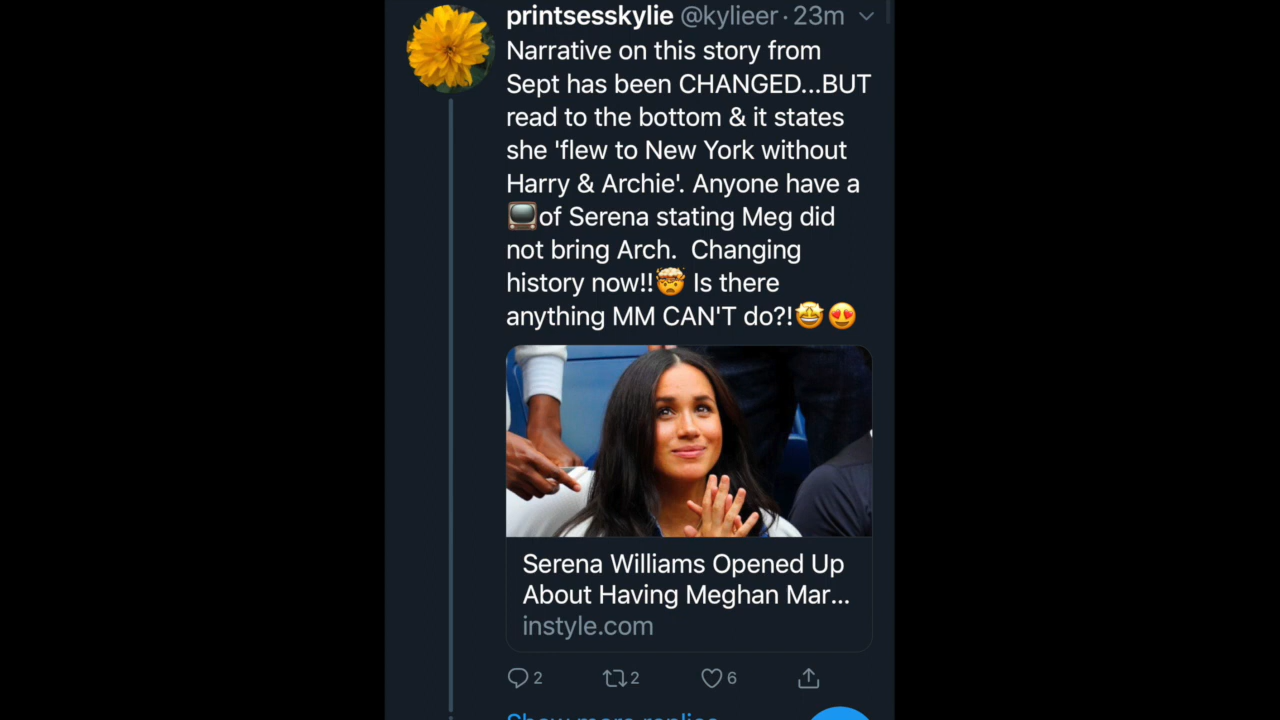 printsesskylie @kylieer · 23m
Narrative on this story from
Sept has been CHANGED...BUT
read to the bottom & it states
she 'flew to New York without
Harry & Archie'. Anyone have a
📺of Serena stating Meg did
not bring Arch.  Changing
history now!!🤯 Is there
anything MM CAN'T do?!🤩😍
Serena Williams Opened Up
About Having Meghan Mar...
instyle.com
2 2 6
Show more replies